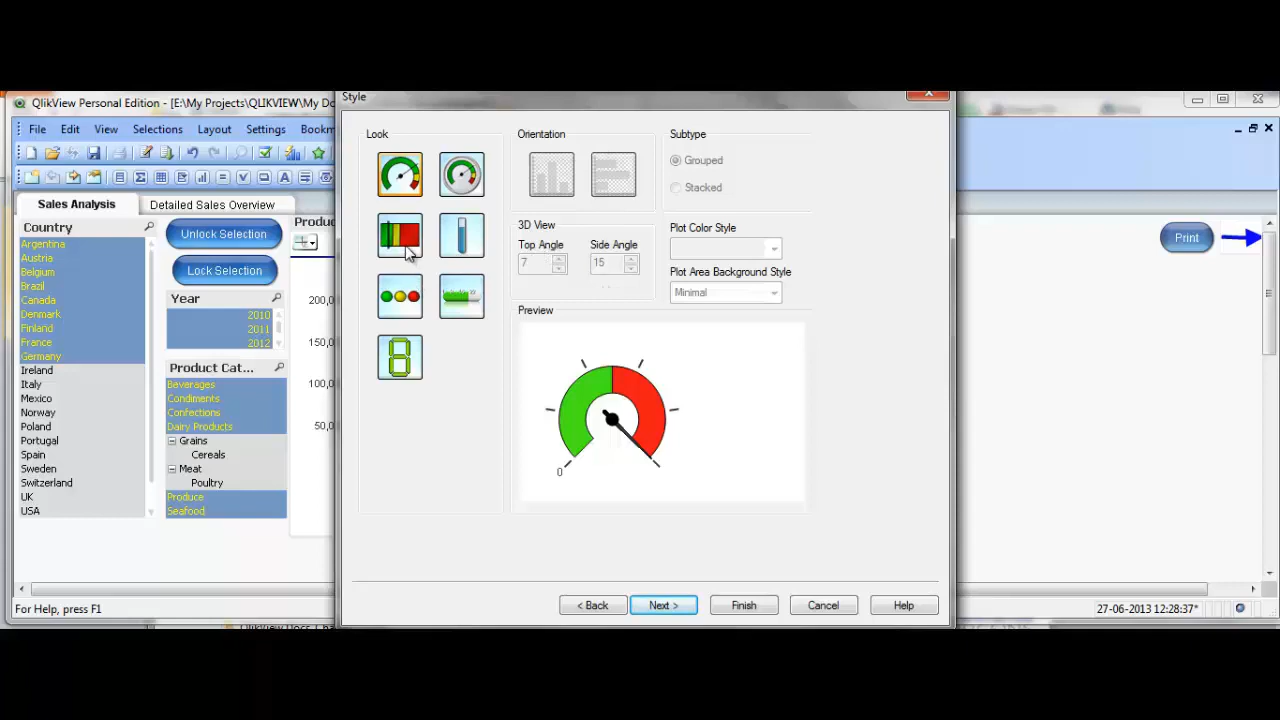 QlikView Personal Edition - [E:\My Projects\QLIKVIEW\My Do
File Edit View Selections Layout Settings Bookm
Sales Analysis
Detailed Sales Overview
Country
Argentina
Austria
Belgium
Brazil
Canada
Denmark
Finland
France
Germany
Ireland
Italy
Mexico
Norway
Poland
Portugal
Spain
Sweden
Switzerland
UK
USA
Unlock Selection
Lock Selection
Year
2010
2011
2012
Product Cat...
Beverages
Condiments
Confections
Dairy Products
Grains
Cereals
Meat
Poultry
Produce
Seafood
Produc
200,0
150,0
100,0
50,0
Style
Look
Orientation
Subtype
Grouped
Stacked
3D View
Top Angle
Side Angle
7
15
Plot Color Style
Plot Area Background Style
Minimal
Preview
0
< Back
Next >
Finish
Cancel
Help
Print
For Help, press F1
27-06-2013 12:28:37*